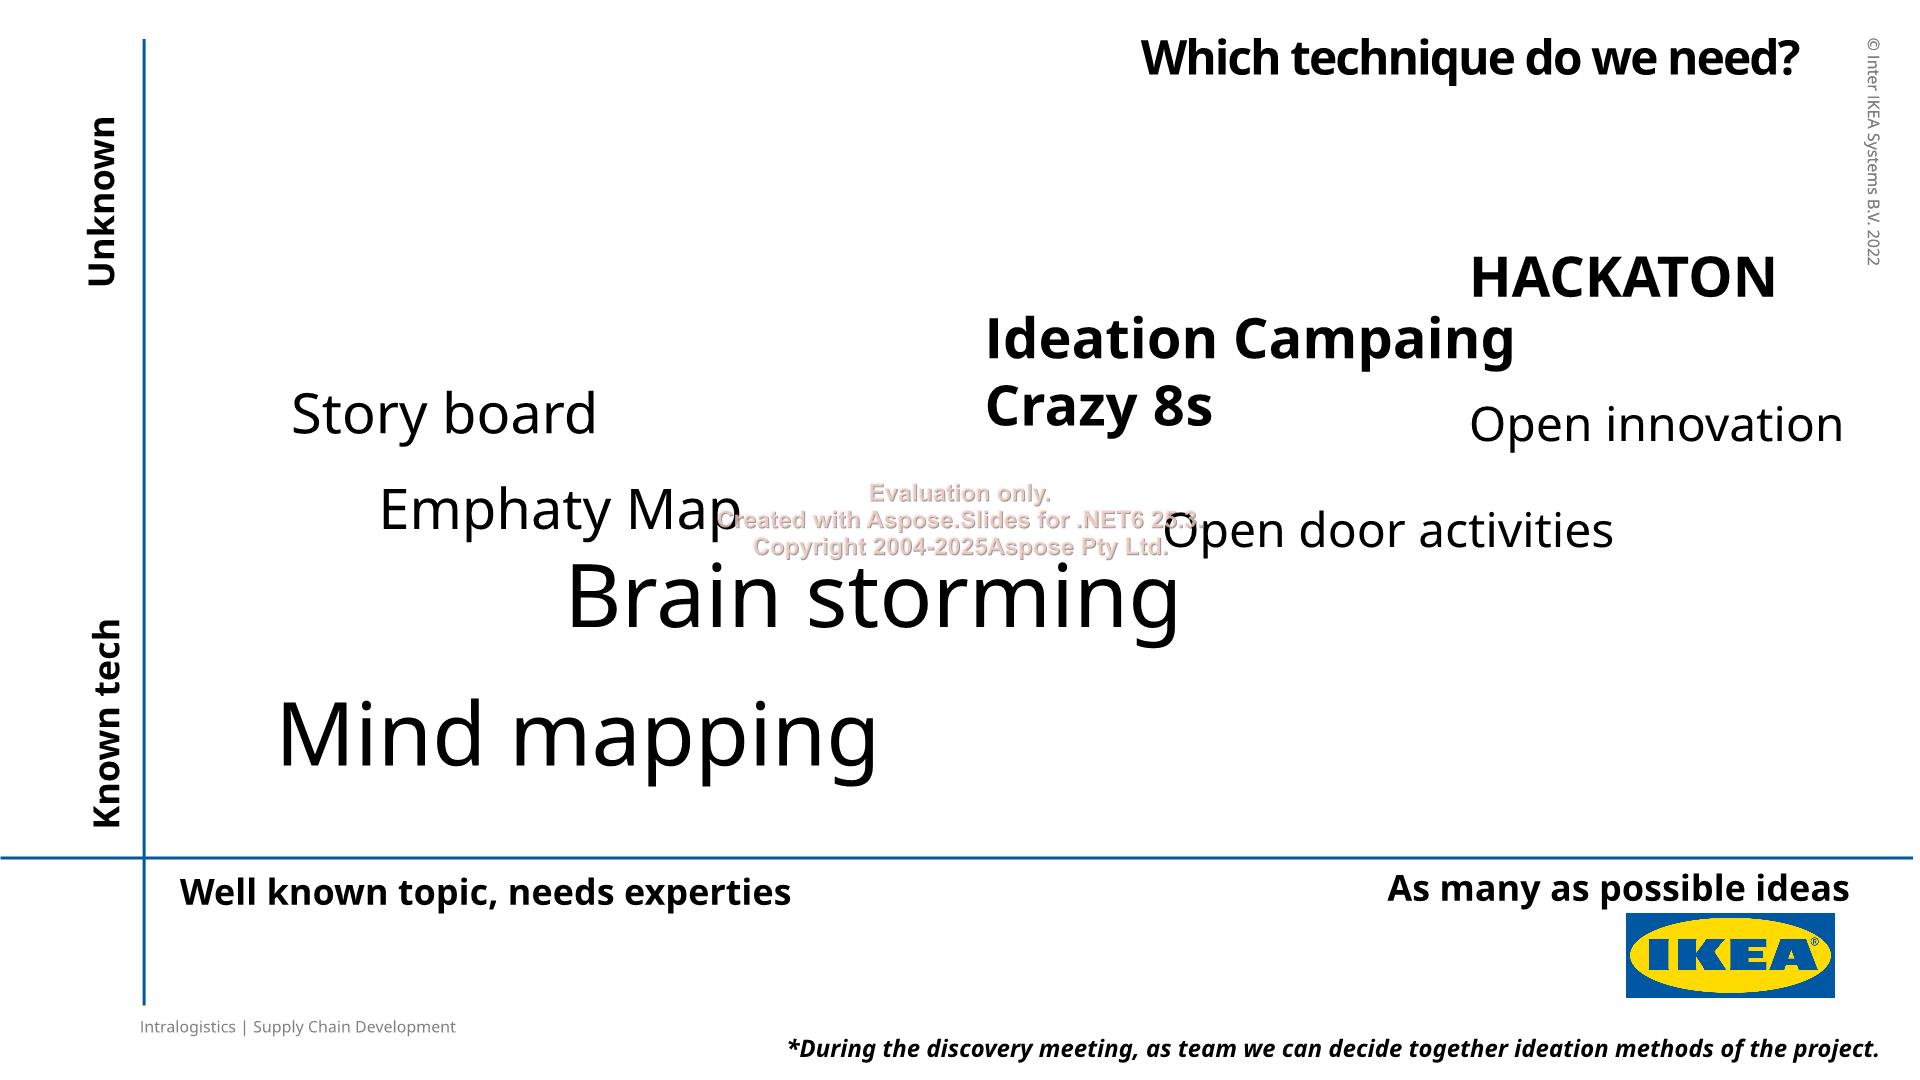 Which technique do we need?
© Inter IKEA Systems B.V. 2022
Unknown
HACKATON
Ideation Campaing
Crazy 8s
Story board
Open innovation
Emphaty Map
Evaluation only.
Created with Aspose.Slides for .NET6 25.3.
Copyright 2004-2025Aspose Pty Ltd.
Open door activities
Brain storming
Known tech
Mind mapping
Well known topic, needs experties
As many as possible ideas
IKEA®
Intralogistics | Supply Chain Development
*During the discovery meeting, as team we can decide together ideation methods of the project.